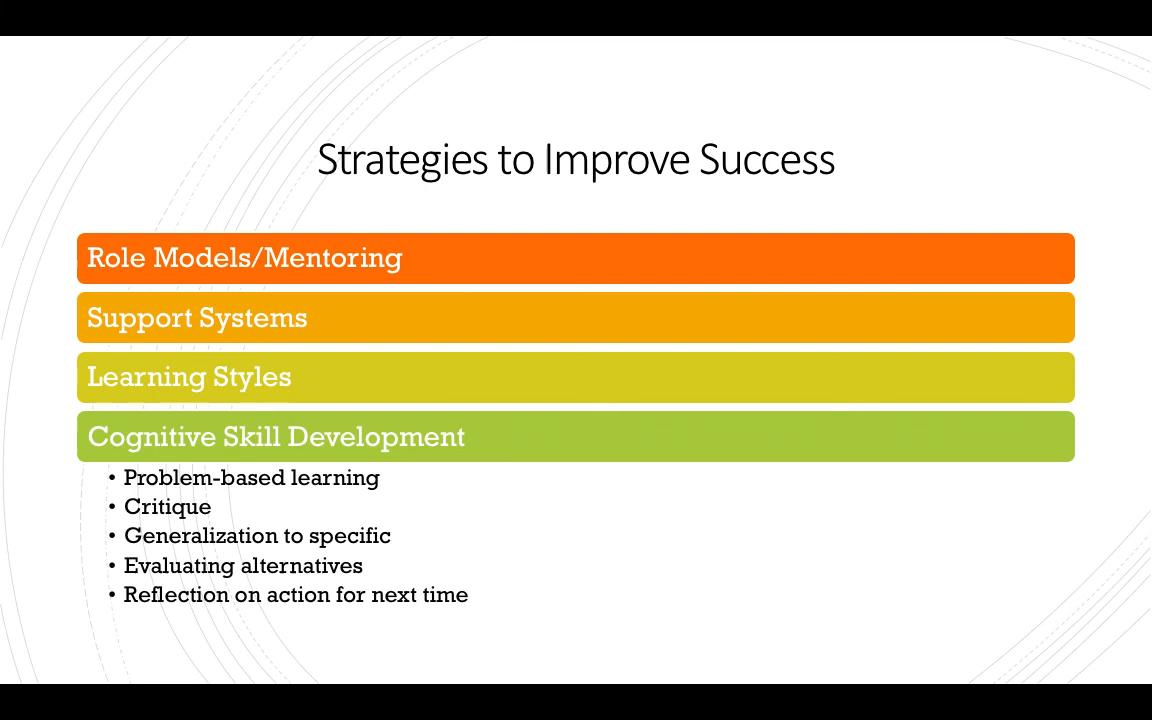 Strategies to Improve Success
Role Models/Mentoring
Support Systems
Learning Styles
Cognitive Skill Development
• Problem-based learning
• Critique
• Generalization to specific
• Evaluating alternatives
• Reflection on action for next time